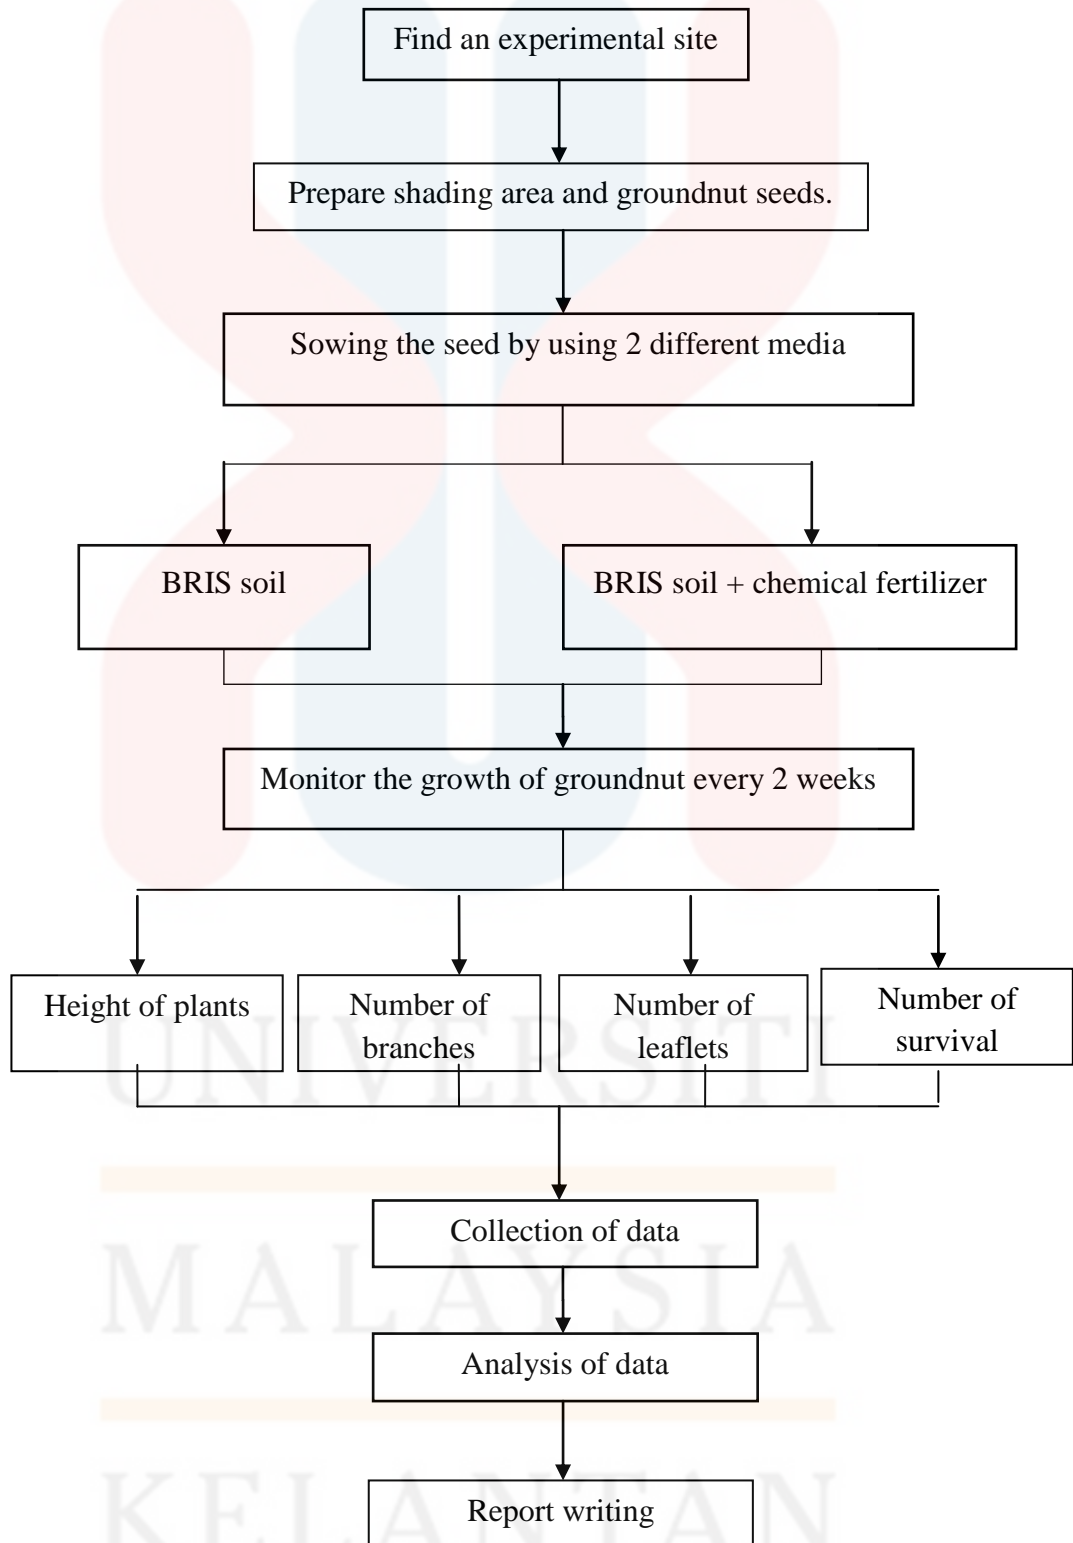 Find an experimental site
Prepare shading area and groundnut seeds.
Sowing the seed by using 2 different media
BRIS soil
BRIS soil + chemical fertilizer
Monitor the growth of groundnut every 2 weeks
Height of plants
Number of
branches
Number of
leaflets
Number of
survival
UNIVERSITI
Collection of data
MALAYSIA
Analysis of data
KELANTAN
Report writing